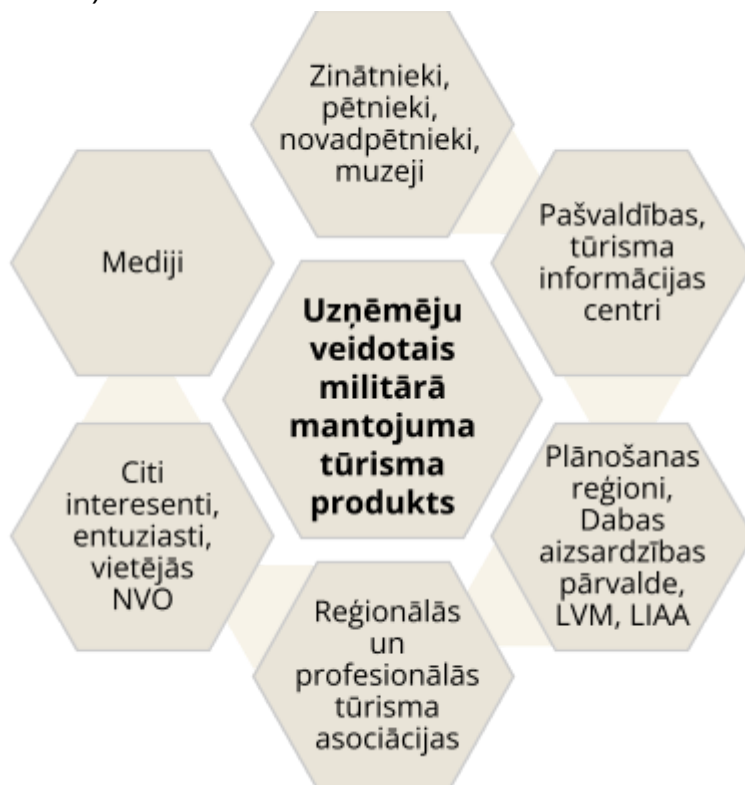 Zinātnieki,
pētnieki,
novadpētnieki,
muzeji
Pašvaldības,
tūrisma
informācijas
centri
Plānošanas
reģioni,
Dabas
aizsardzības
pārvalde,
LVM, LIAA
Reģionālās
un
profesionālās
tūrisma
asociācijas
Citi
interesenti,
entuziasti,
vietējās
NVO
Mediji
Uzņēmēju
veidotais
militārā
mantojuma
tūrisma
produkts